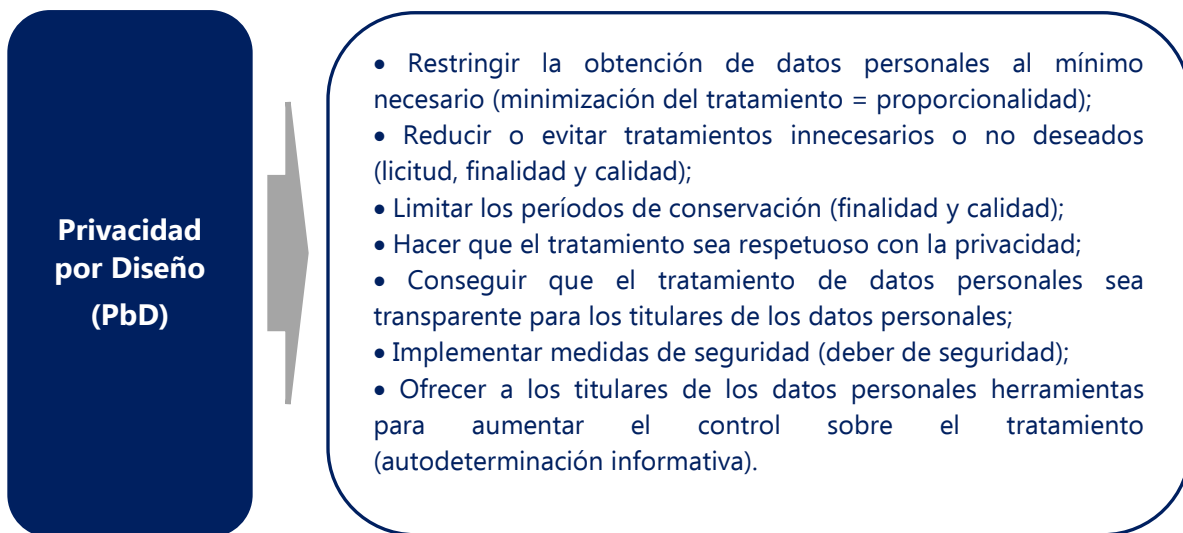 Privacidad
por Diseño
(PbD)
• Restringir la obtención de datos personales al mínimo
necesario (minimización del tratamiento = proporcionalidad);
• Reducir o evitar tratamientos innecesarios o no deseados
(licitud, finalidad y calidad);
• Limitar los períodos de conservación (finalidad y calidad);
• Hacer que el tratamiento sea respetuoso con la privacidad;
• Conseguir que el tratamiento de datos personales sea
transparente para los titulares de los datos personales;
• Implementar medidas de seguridad (deber de seguridad);
• Ofrecer a los titulares de los datos personales herramientas
para aumentar el control sobre el tratamiento
(autodeterminación informativa).